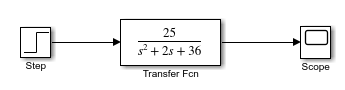 25
s² + 2s + 36
Step
Transfer Fcn
Scope